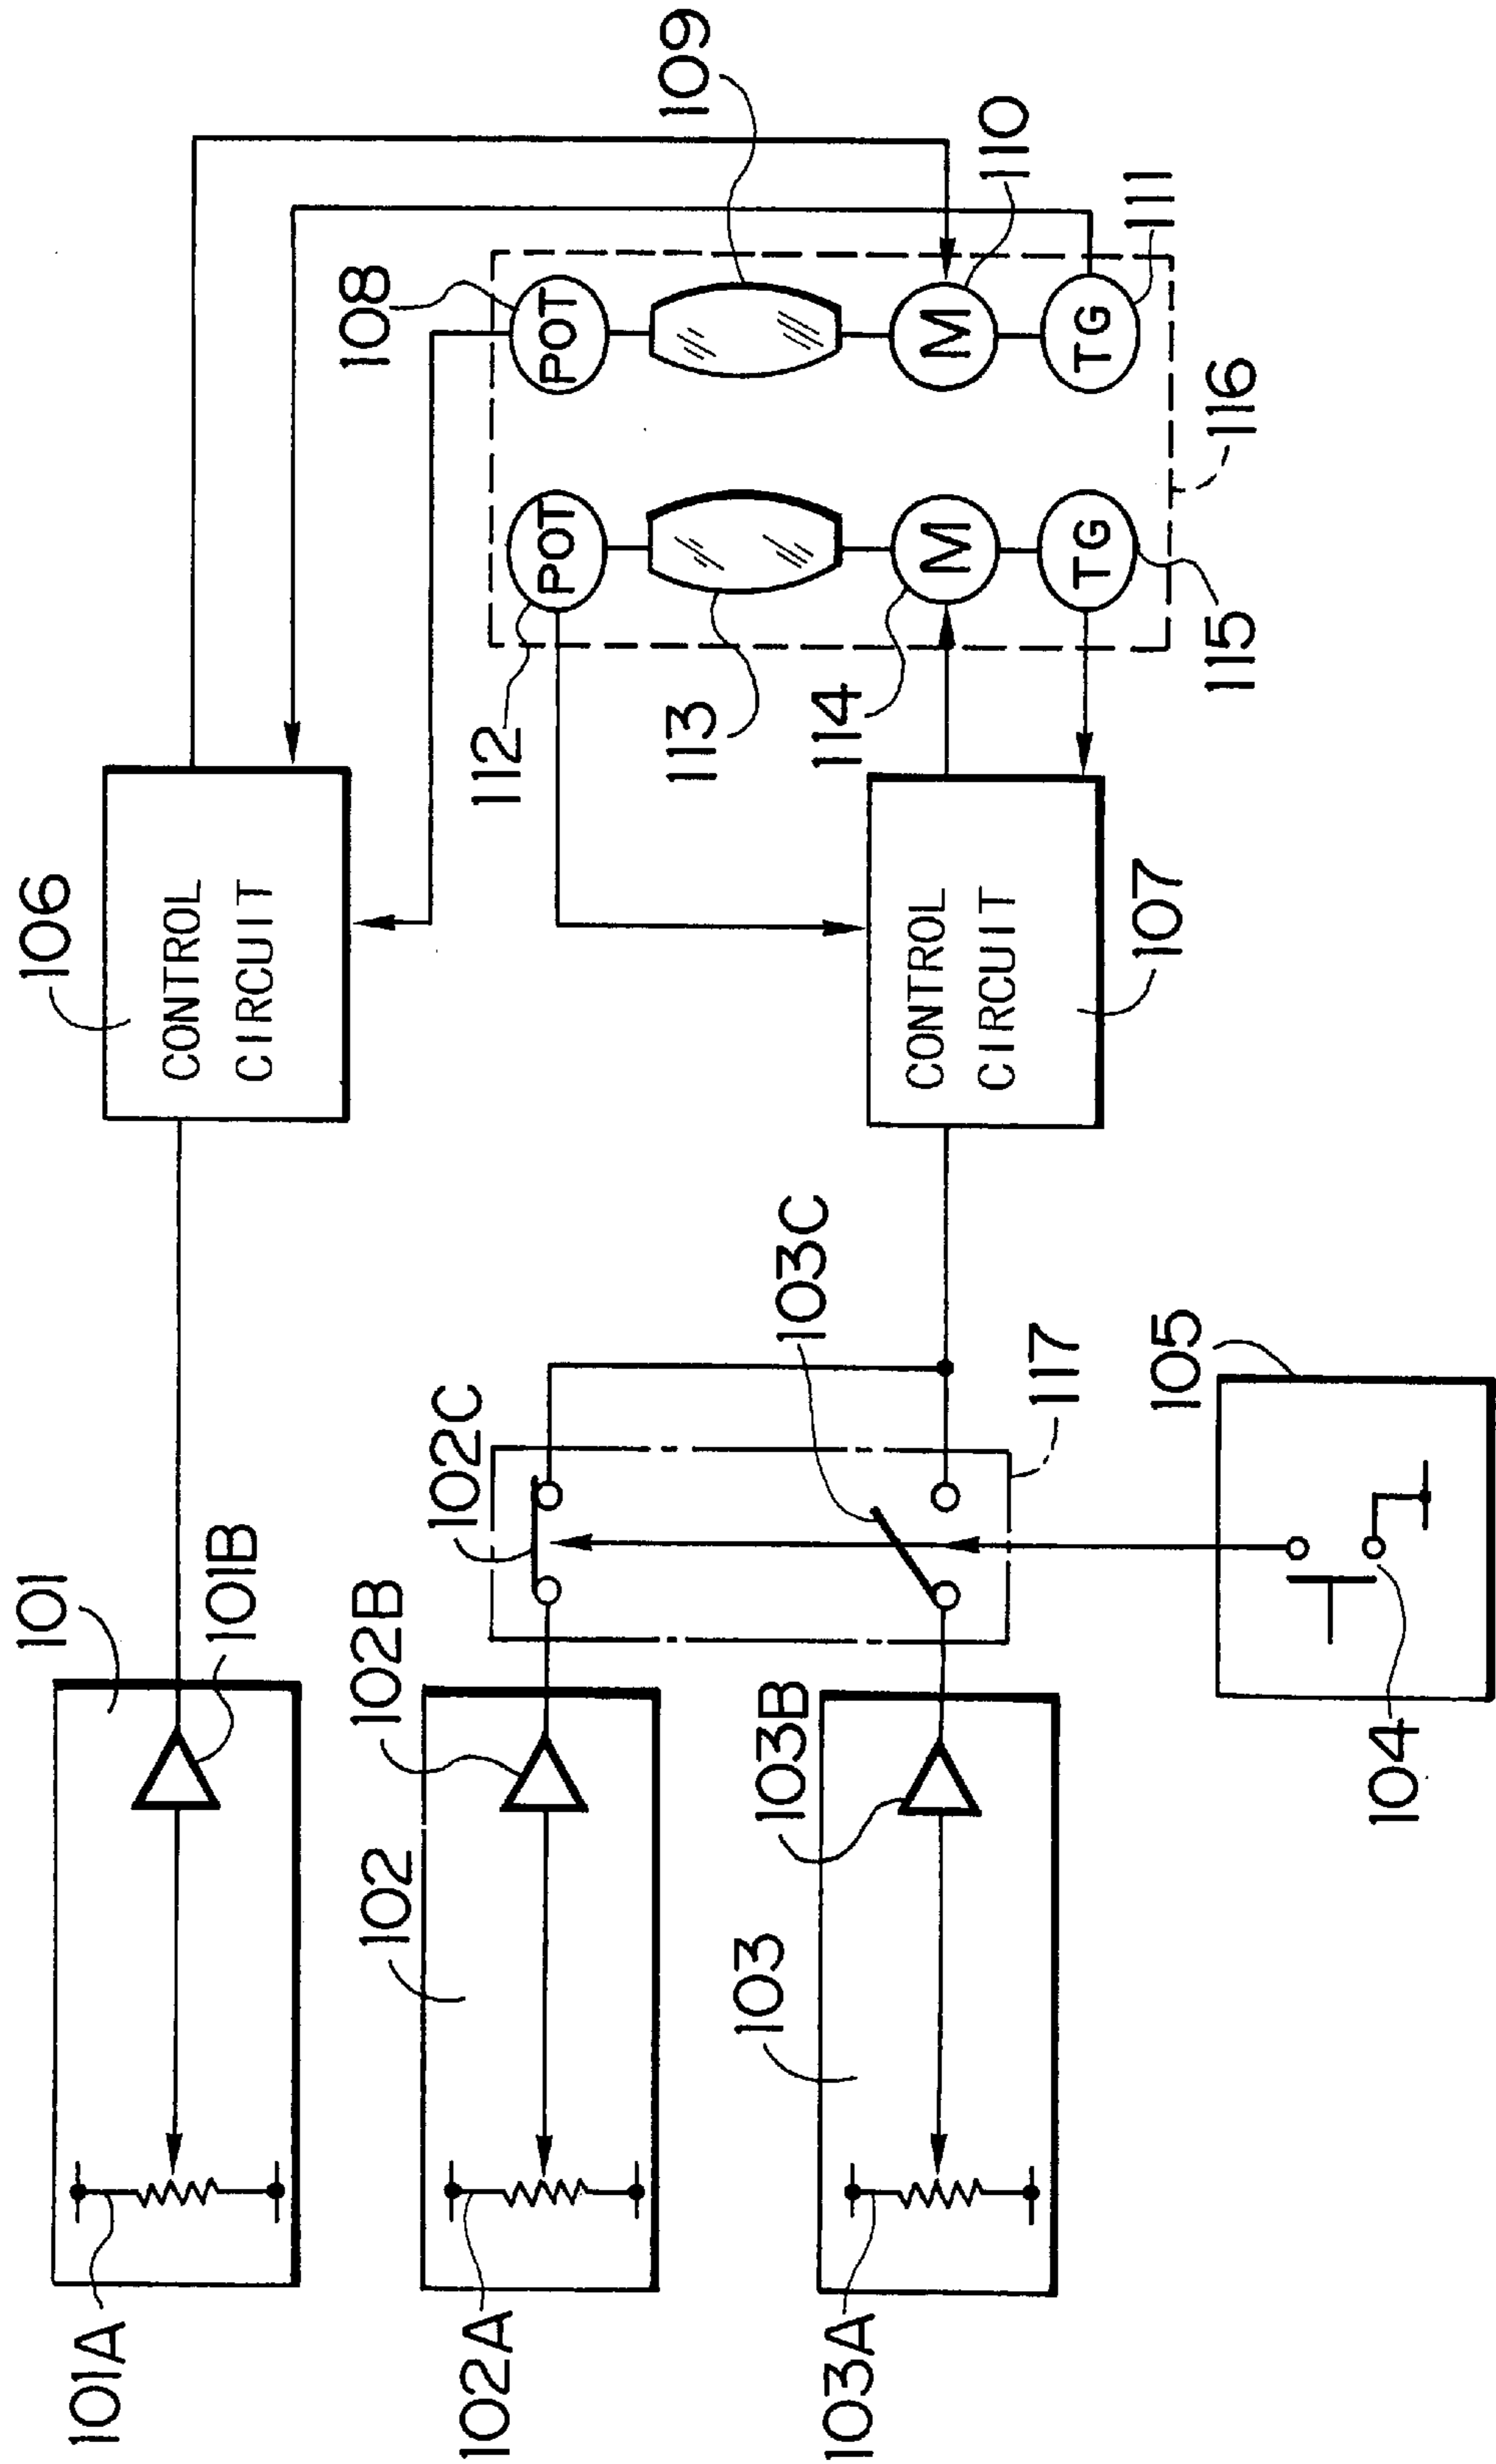 101
101A
101B
102
102A
102B
102C
103
103A
103B
103C
117
104
105
106
CONTROL
CIRCUIT
CONTROL
CIRCUIT
107
108
POT
109
M
110
TG
111
112
POT
113
M
114
TG
115
116